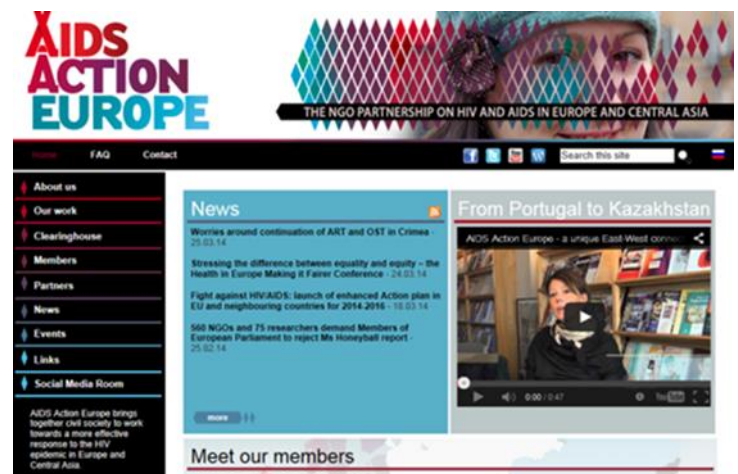 AIDS
ACTION
EUROPE
THE NGO PARTNERSHIP ON HIV AND AIDS IN EUROPE AND CENTRAL ASIA
Home FAQ Contact
Search this site
About us
Our work
Clearinghouse
Members
Partners
News
Events
Links
Social Media Room
AIDS Action Europe brings
together civil society to work
towards a more effective
response to the HIV
epidemic in Europe and
Central Asia.
News
Worries around continuation of ART and OST in Crimea -
25.03.14
Stressing the difference between equality and equity – the
Health in Europe Making it Fairer Conference - 24.03.14
Fight against HIV/AIDS: launch of enhanced Action plan in
EU and neighbouring countries for 2014-2016 - 18.03.14
560 NGOs and 75 researchers demand Members of
European Parliament to reject Ms Honeyball report -
25.02.14
more
From Portugal to Kazakhstan
AIDS Action Europe - a unique East-West connec
0:00 / 0:47
YouTube
Meet our members